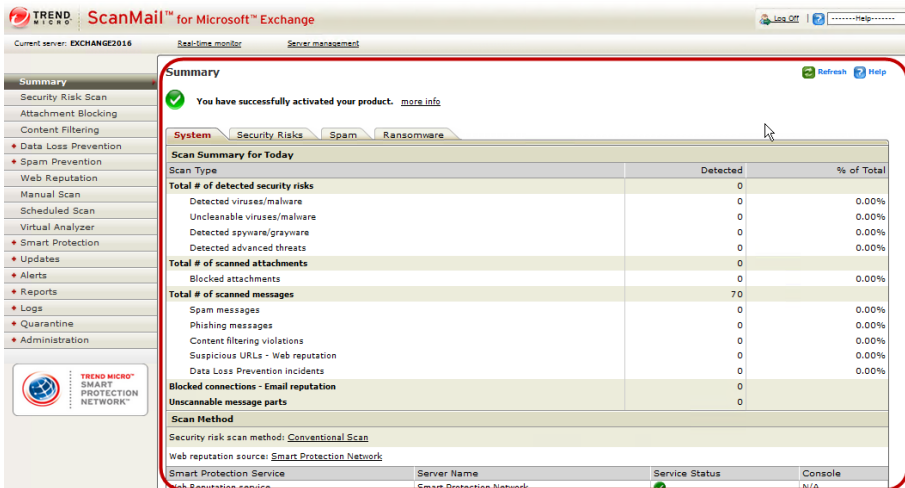 TREND MICRO ScanMail™ for Microsoft™ Exchange
Log Off | -------Help-------
Current server: EXCHANGE2016 Real-time monitor Server management
Summary
Security Risk Scan
Attachment Blocking
Content Filtering
Data Loss Prevention
Spam Prevention
Web Reputation
Manual Scan
Scheduled Scan
Virtual Analyzer
Smart Protection
Updates
Alerts
Reports
Logs
Quarantine
Administration
TREND MICRO™
SMART
PROTECTION
NETWORK™
Summary Refresh Help
You have successfully activated your product. more info
System Security Risks Spam Ransomware
Scan Summary for Today
Scan Type Detected % of Total
Total # of detected security risks 0
Detected viruses/malware 0 0.00%
Uncleanable viruses/malware 0 0.00%
Detected spyware/grayware 0 0.00%
Detected advanced threats 0 0.00%
Total # of scanned attachments 0
Blocked attachments 0 0.00%
Total # of scanned messages 70
Spam messages 0 0.00%
Phishing messages 0 0.00%
Content filtering violations 0 0.00%
Suspicious URLs - Web reputation 0 0.00%
Data Loss Prevention incidents 0 0.00%
Blocked connections - Email reputation 0
Unscannable message parts 0
Scan Method
Security risk scan method: Conventional Scan
Web reputation source: Smart Protection Network
Smart Protection Service Server Name Service Status Console
Web Reputation service Smart Protection Network N/A